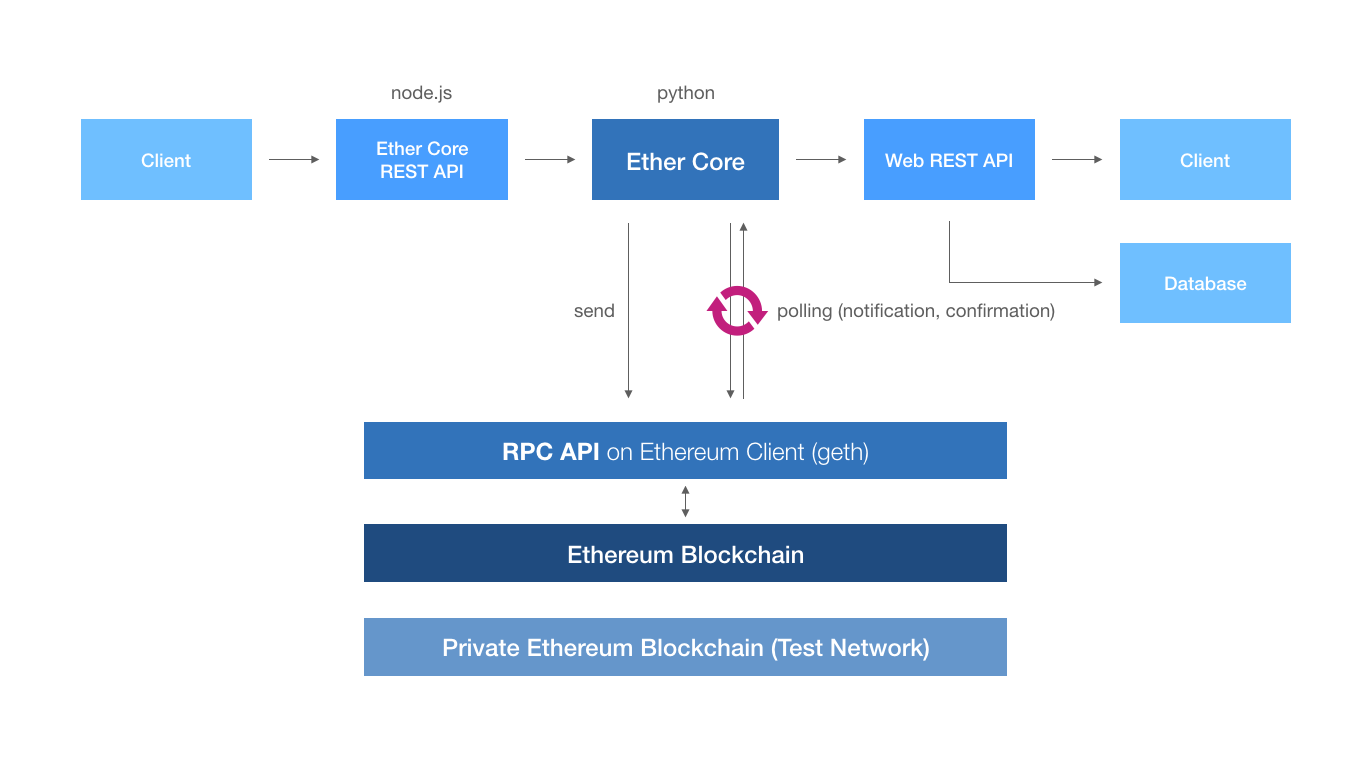 node.js
python
Client
Ether Core
REST API
Ether Core
Web REST API
Client
Database
send
polling (notification, confirmation)
RPC API on Ethereum Client (geth)
Ethereum Blockchain
Private Ethereum Blockchain (Test Network)